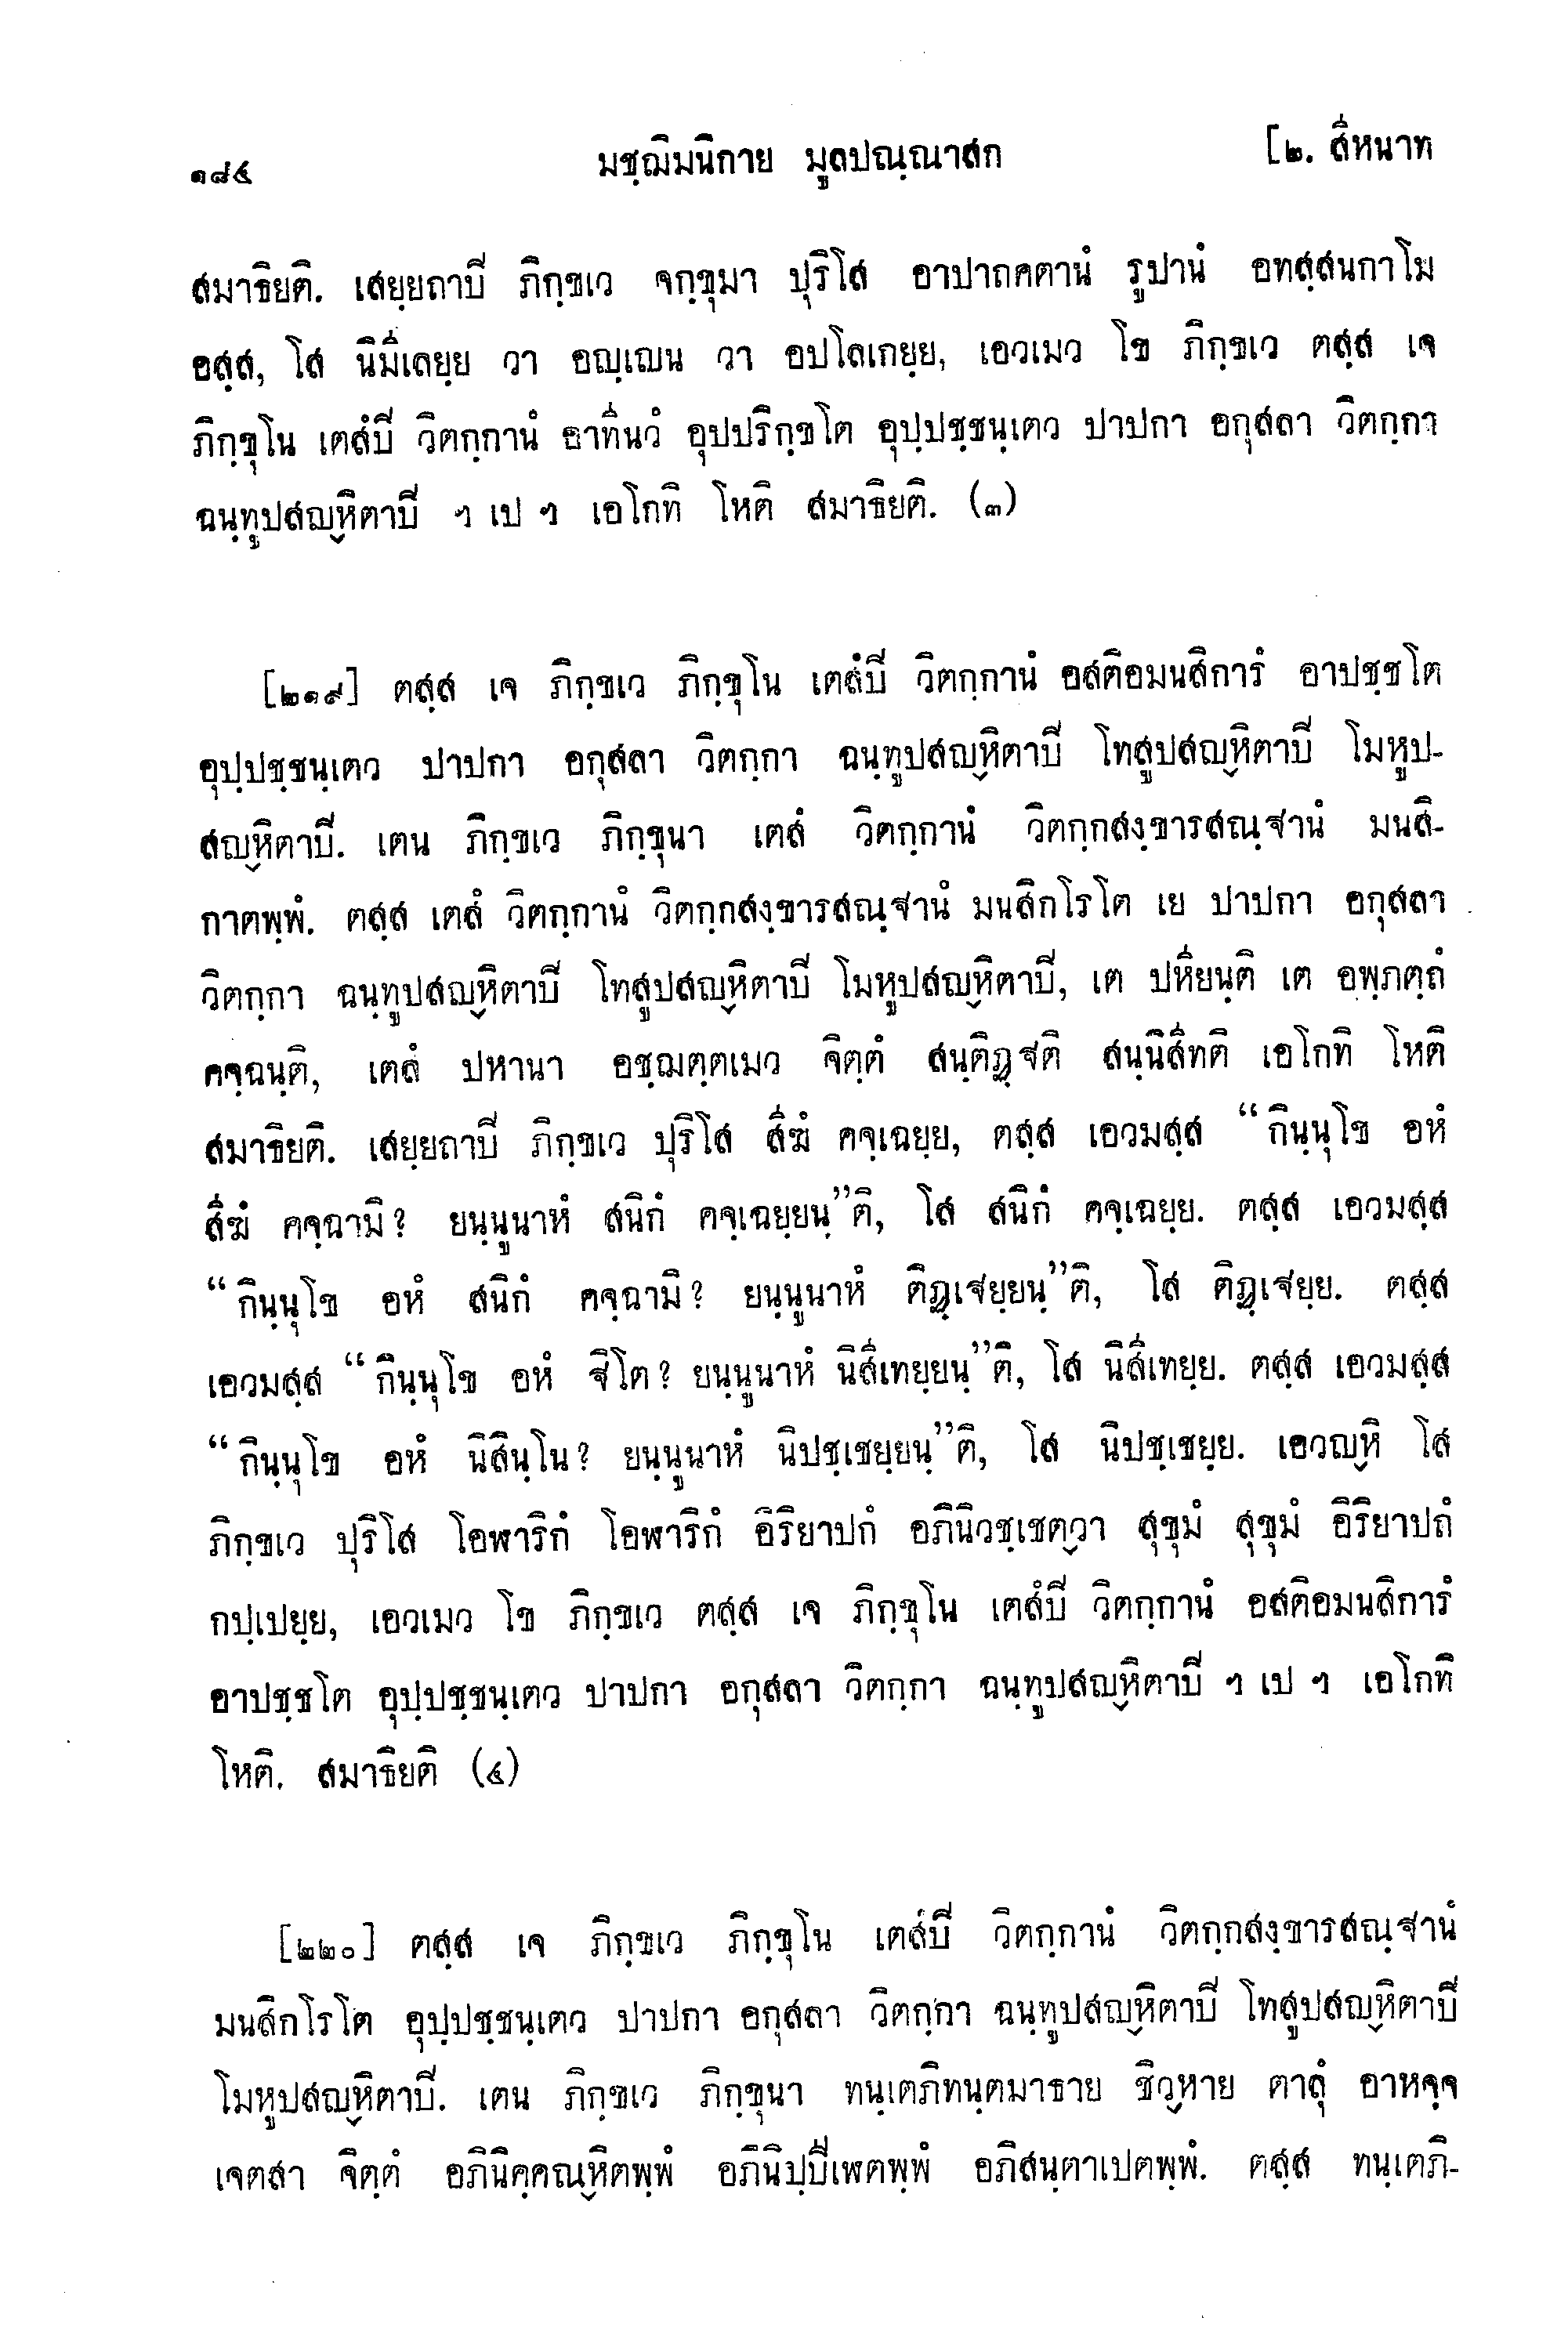 ๑๘๔ มชฺฌิมนิกาย มูลปณฺณาสก [๒. สีหนาท
สมาธิยติ. เสยฺยถาปี ภิกฺขเว จกฺขุมา ปุริโส อาปาถคตานํ รูปานํ อทสฺสนกาโม
อสฺส, โส นิมีเลยฺย วา อญฺเญน วา อปโลเกยฺย, เอวเมว โข ภิกฺขเว ตสฺส เจ
ภิกฺขุโน เตสํปี วิตกฺกานํ อาทีนวํ อุปปริกฺขโต อุปฺปชฺชนฺเตว ปาปกา อกุสลา วิตกฺกา
ฉนฺทูปสญฺหิตาปี ฯ เป ฯ เอโกทิ โหติ สมาธิยติ. (๓)
[๒๑๙] ตสฺส เจ ภิกฺขเว ภิกฺขุโน เตสํปี วิตกฺกานํ อสติอมนสิการํ อาปชฺชโต
อุปฺปชฺชนฺเตว ปาปกา อกุสลา วิตกฺกา ฉนฺทูปสญฺหิตาปี โทสูปสญฺหิตาปี โมหูป-
สญฺหิตาปี. เตน ภิกฺขเว ภิกฺขุนา เตสํ วิตกฺกานํ วิตกฺกสงฺขารสณฺฐานํ มนสิ-
กาตพฺพํ. ตสฺส เตสํ วิตกฺกานํ วิตกฺกสงฺขารสณฺฐานํ มนสิกโรโต เย ปาปกา อกุสลา
วิตกฺกา ฉนฺทูปสญฺหิตาปี โทสูปสญฺหิตาปี โมหูปสญฺหิตาปี, เต ปหียนฺติ เต อพฺภตฺถํ
คจฺฉนฺติ, เตสํ ปหานา อชฺฌตฺตเมว จิตฺตํ สนฺติฏฺฐติ สนฺนิสีทติ เอโกทิ โหติ
สมาธิยติ. เสยฺยถาปี ภิกฺขเว ปุริโส สีฆํ คจฺเฉยฺย, ตสฺส เอวมสฺส “กินฺนุโข อหํ
สีฆํ คจฺฉามิ? ยนฺนูนาหํ สนิกํ คจฺเฉยฺยนฺ”ติ, โส สนิกํ คจฺเฉยฺย. ตสฺส เอวมสฺส
“กินฺนุโข อหํ สนิกํ คจฺฉามิ? ยนฺนูนาหํ ติฏฺเฐยฺยนฺ”ติ, โส ติฏฺเฐยฺย. ตสฺส
เอวมสฺส “กินฺนุโข อหํ ฐิโต? ยนฺนูนาหํ นิสีเทยฺยนฺ”ติ, โส นิสีเทยฺย. ตสฺส เอวมสฺส
“กินฺนุโข อหํ นิสินฺโน? ยนฺนูนาหํ นิปชฺเชยฺยนฺ”ติ, โส นิปชฺเชยฺย. เอวญฺหิ โส
ภิกฺขเว ปุริโส โอฬาริกํ โอฬาริกํ อิริยาปถํ อภินิวชฺเชตฺวา สุขุมํ สุขุมํ อิริยาปถํ
กปฺเปยฺย, เอวเมว โข ภิกฺขเว ตสฺส เจ ภิกฺขุโน เตสํปี วิตกฺกานํ อสติอมนสิการํ
อาปชฺชโต อุปฺปชฺชนฺเตว ปาปกา อกุสลา วิตกฺกา ฉนฺทูปสญฺหิตาปี ฯ เป ฯ เอโกทิ
โหติ. สมาธิยติ (๔)
[๒๒๐] ตสฺส เจ ภิกฺขเว ภิกฺขุโน เตสํปี วิตกฺกานํ วิตกฺกสงฺขารสณฺฐานํ
มนสิกโรโต อุปฺปชฺชนฺเตว ปาปกา อกุสลา วิตกฺกา ฉนฺทูปสญฺหิตาปี โทสูปสญฺหิตาปี
โมหูปสญฺหิตาปี. เตน ภิกฺขเว ภิกฺขุนา ทนฺเตภิทนฺตมาธาย ชิวฺหาย ตาลุํ อาหจฺจ
เจตสา จิตฺตํ อภินิคฺคณฺหิตพฺพํ อภินิปฺปีเฬตพฺพํ อภิสนฺตาเปตพฺพํ. ตสฺส ทนฺเตภิ-